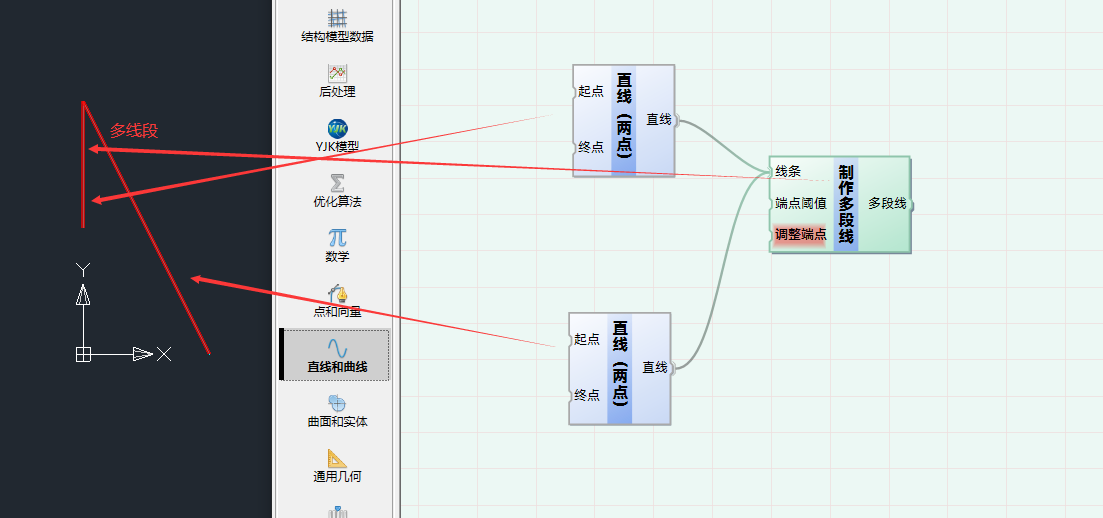 多线段
Y
X
结构模型数据
后处理
YJK
YJK模型
优化算法
数学
点和向量
直线和曲线
曲面和实体
通用几何
起点
终点
直线（两点）
直线
起点
终点
直线（两点）
直线
线条
端点阈值
调整端点
制作多段线
多段线